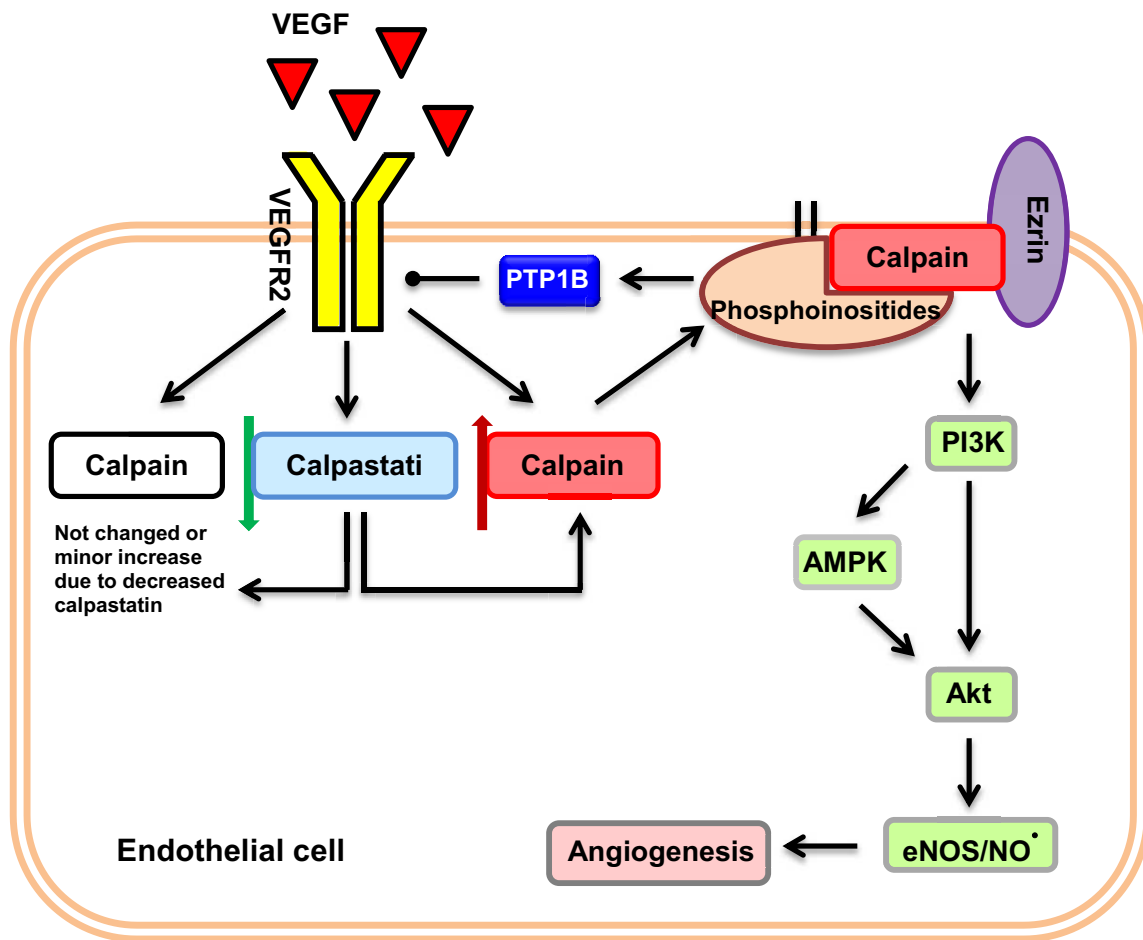 VEGF
VEGFR2
Ezrin
Calpain
PTP1B
Phosphoinositides
Calpain
Calpastati
Calpain
PI3K
Not changed or
minor increase
due to decreased
calpastatin
AMPK
Akt
Endothelial cell
Angiogenesis
eNOS/NO•